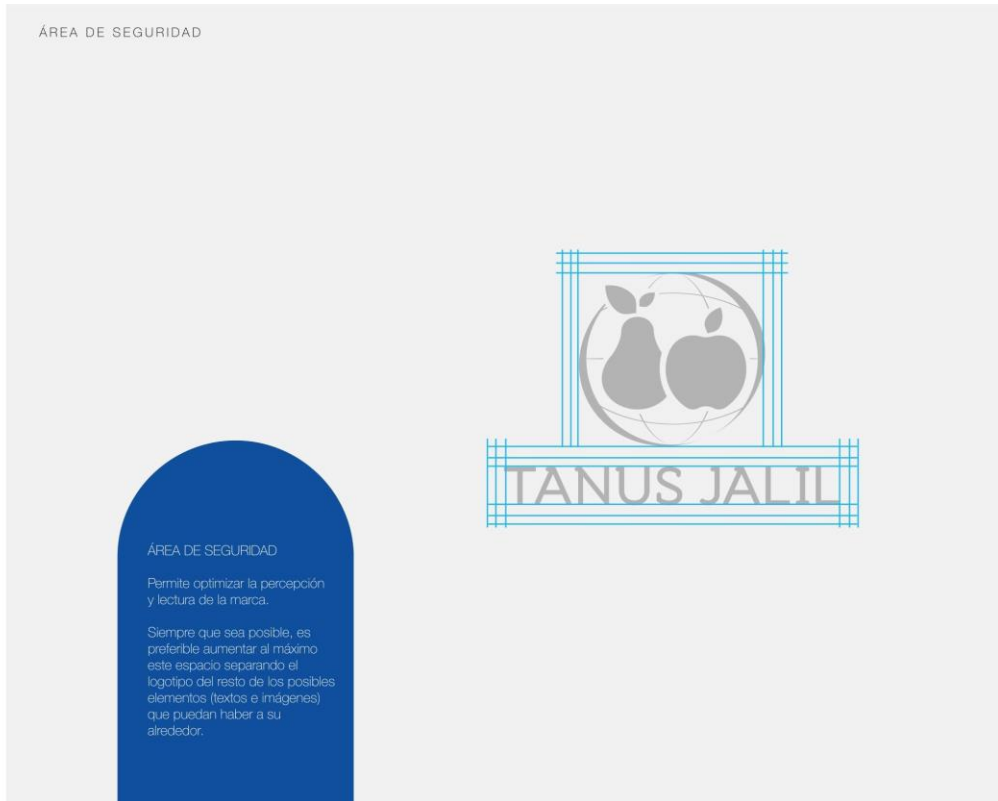 ÁREA DE SEGURIDAD
TANUS JALIL
ÁREA DE SEGURIDAD
Permite optimizar la percepción
y lectura de la marca.
Siempre que sea posible, es
preferible aumentar al máximo
este espacio separando el
logotipo del resto de los posibles
elementos (textos e imágenes)
que puedan haber a su
alrededor.